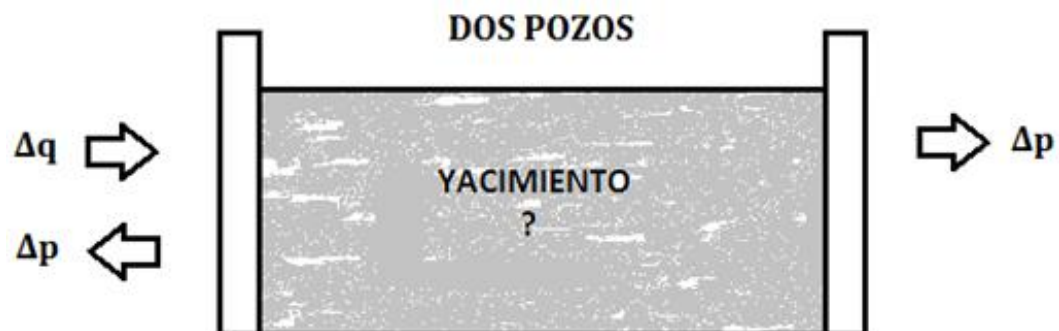 DOS POZOS
Δq
Δp
YACIMIENTO
?
Δp